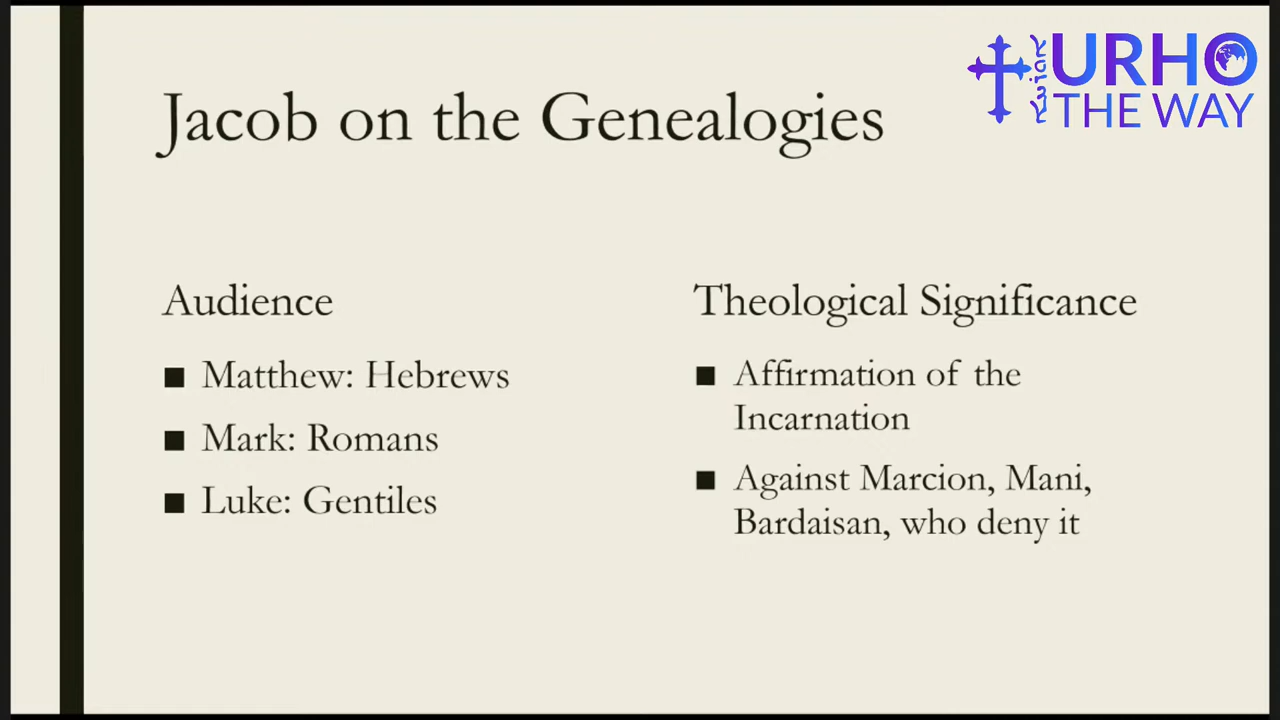 URHO
THE WAY
Jacob on the Genealogies
Audience
■ Matthew: Hebrews
■ Mark: Romans
■ Luke: Gentiles
Theological Significance
■ Affirmation of the
Incarnation
■ Against Marcion, Mani,
Bardaisan, who deny it